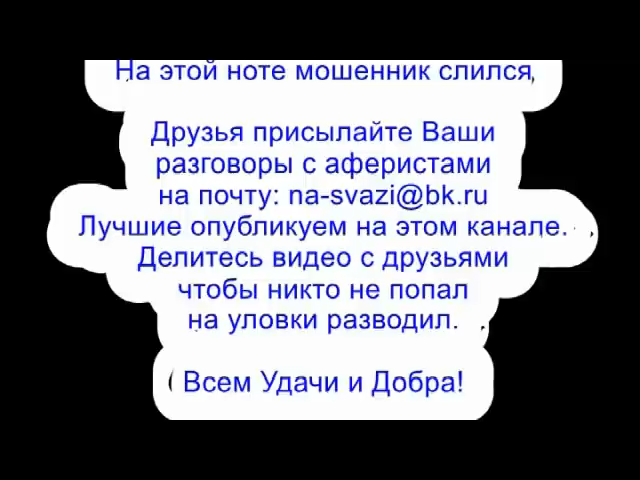 На этой ноте мошенник слился,
Друзья присылайте Ваши
разговоры с аферистами
на почту: na-svazi@bk.ru
Лучшие опубликуем на этом канале.
Делитесь видео с друзьями
чтобы никто не попал
на уловки разводил.
Всем Удачи и Добра!